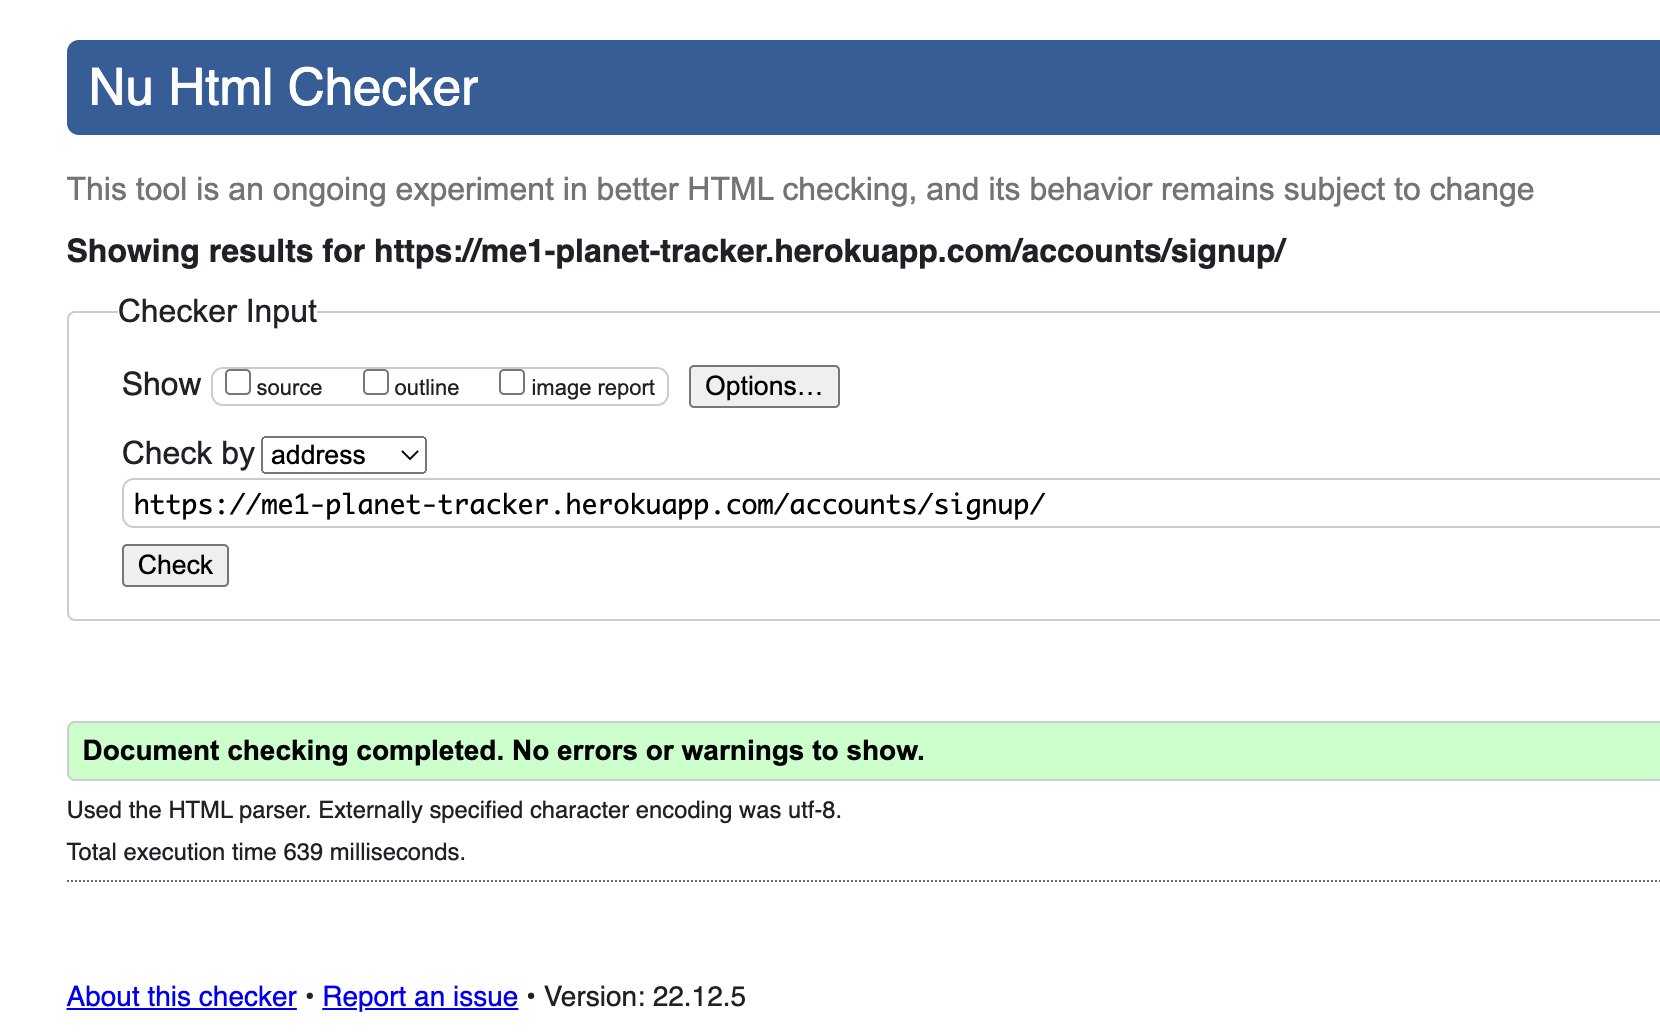 Nu Html Checker
This tool is an ongoing experiment in better HTML checking, and its behavior remains subject to change
Showing results for https://me1-planet-tracker.herokuapp.com/accounts/signup/
Checker Input
Show source outline image report Options...
Check by address
https://me1-planet-tracker.herokuapp.com/accounts/signup/
Check
Document checking completed. No errors or warnings to show.
Used the HTML parser. Externally specified character encoding was utf-8.
Total execution time 639 milliseconds.
About this checker • Report an issue • Version: 22.12.5